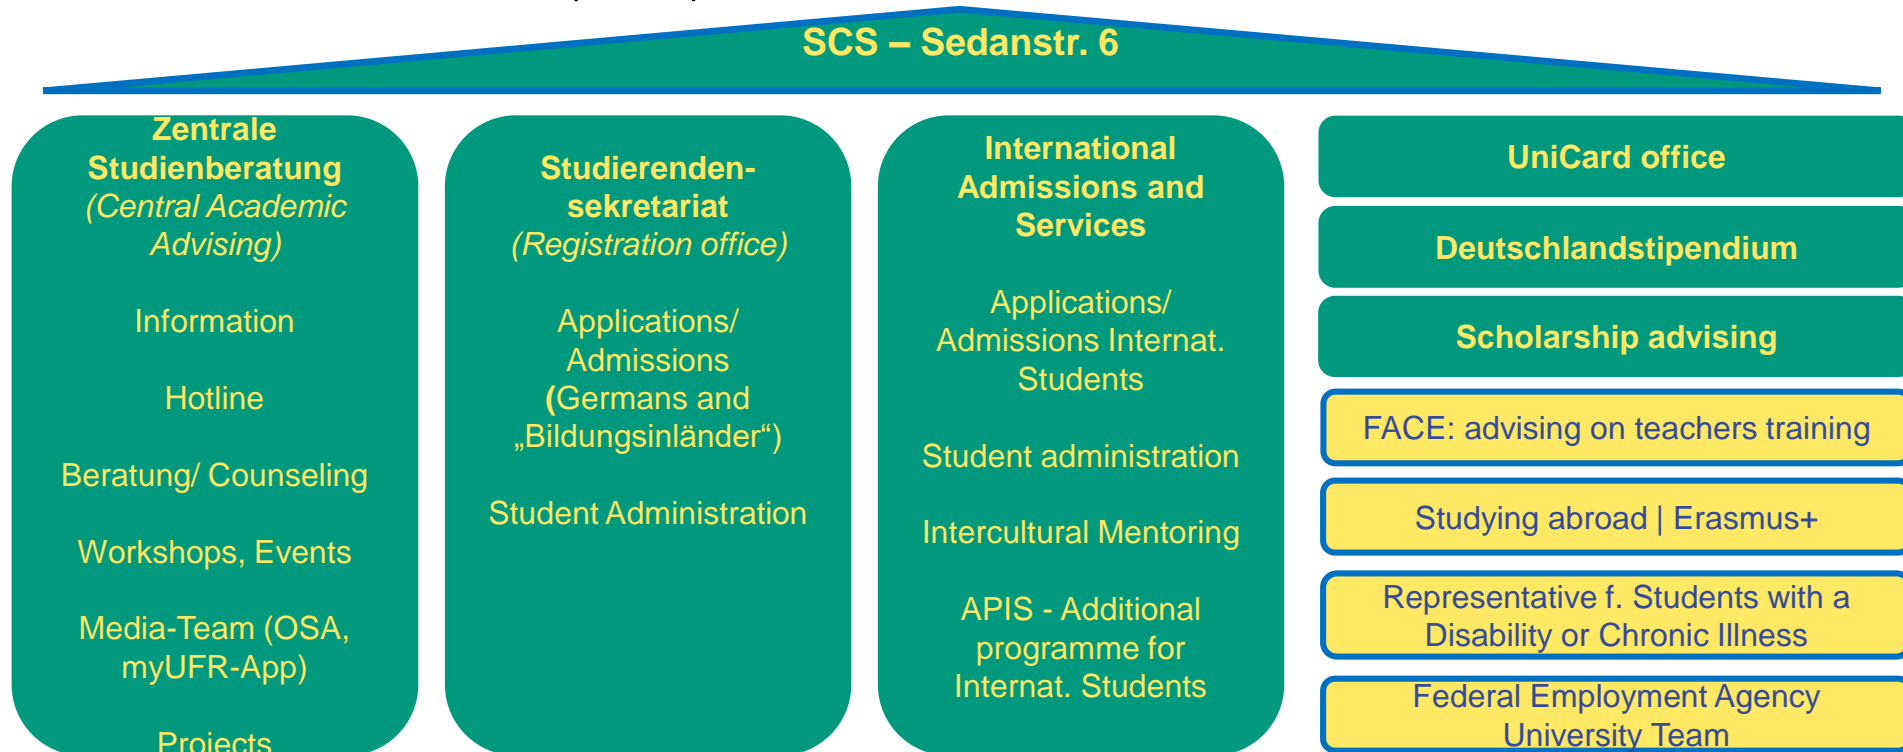 SCS – Sedanstr. 6
Zentrale
Studienberatung
(Central Academic
Advising)
Information
Hotline
Beratung/ Counseling
Workshops, Events
Media-Team (OSA,
myUFR-App)
Projects
Studierenden-
sekretariat
(Registration office)
Applications/
Admissions
(Germans and
„Bildungsinländer“)
Student Administration
International
Admissions and
Services
Applications/
Admissions Internat.
Students
Student administration
Intercultural Mentoring
APIS - Additional
programme for
Internat. Students
UniCard office
Deutschlandstipendium
Scholarship advising
FACE: advising on teachers training
Studying abroad | Erasmus+
Representative f. Students with a
Disability or Chronic Illness
Federal Employment Agency
University Team